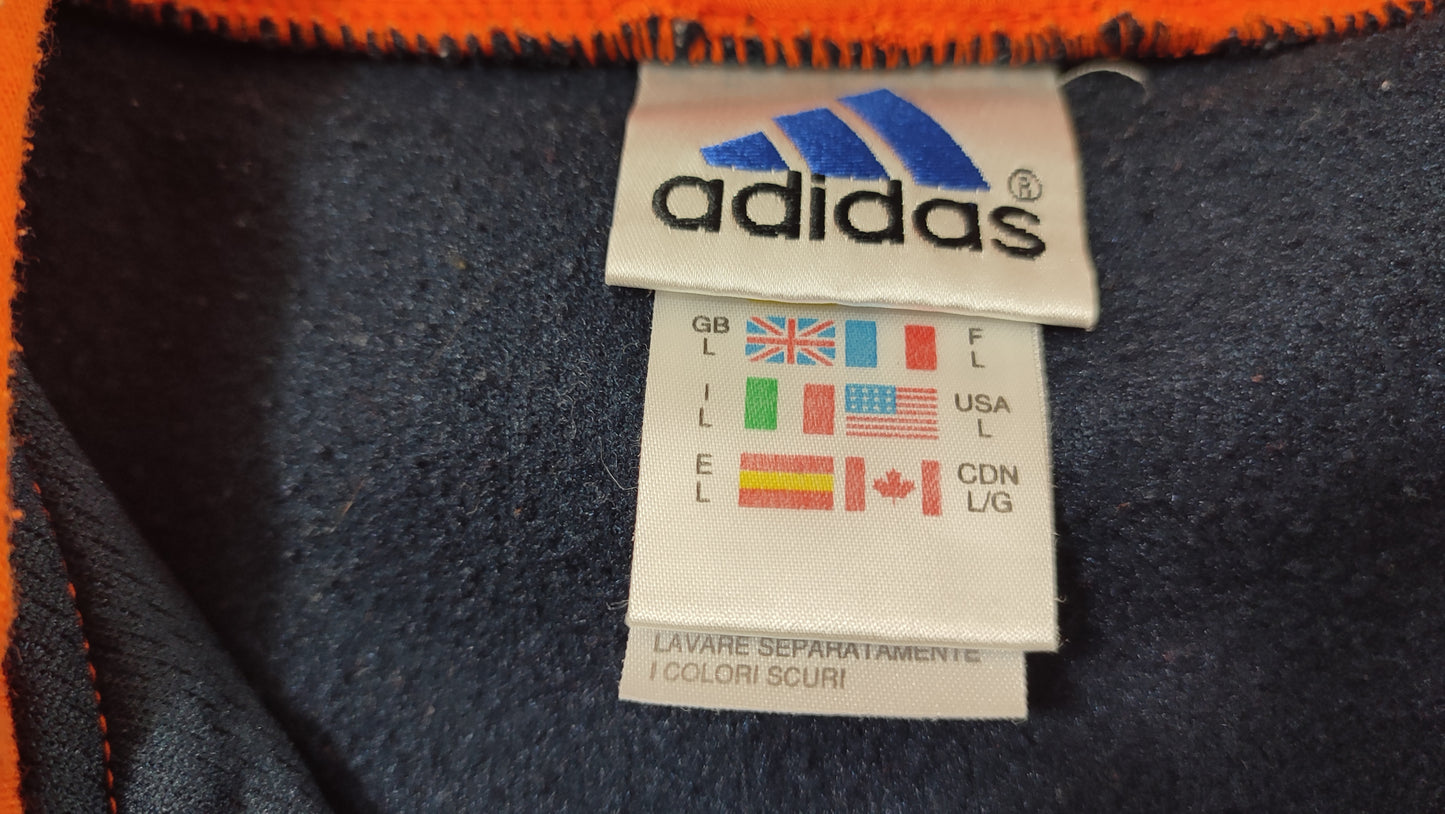 adidas®
GB
L
F
L
I
L
USA
L
E
L
CDN
L/G
LAVARE SEPARATAMENTE
I COLORI SCURI